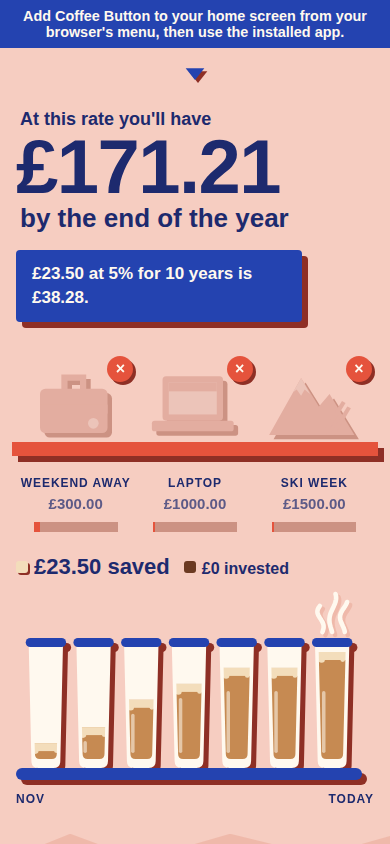 Add Coffee Button to your home screen from your
browser's menu, then use the installed app.
At this rate you'll have
£171.21
by the end of the year
£23.50 at 5% for 10 years is
£38.28.
WEEKEND AWAY
LAPTOP
SKI WEEK
£300.00
£1000.00
£1500.00
£23.50 saved
£0 invested
NOV
TODAY